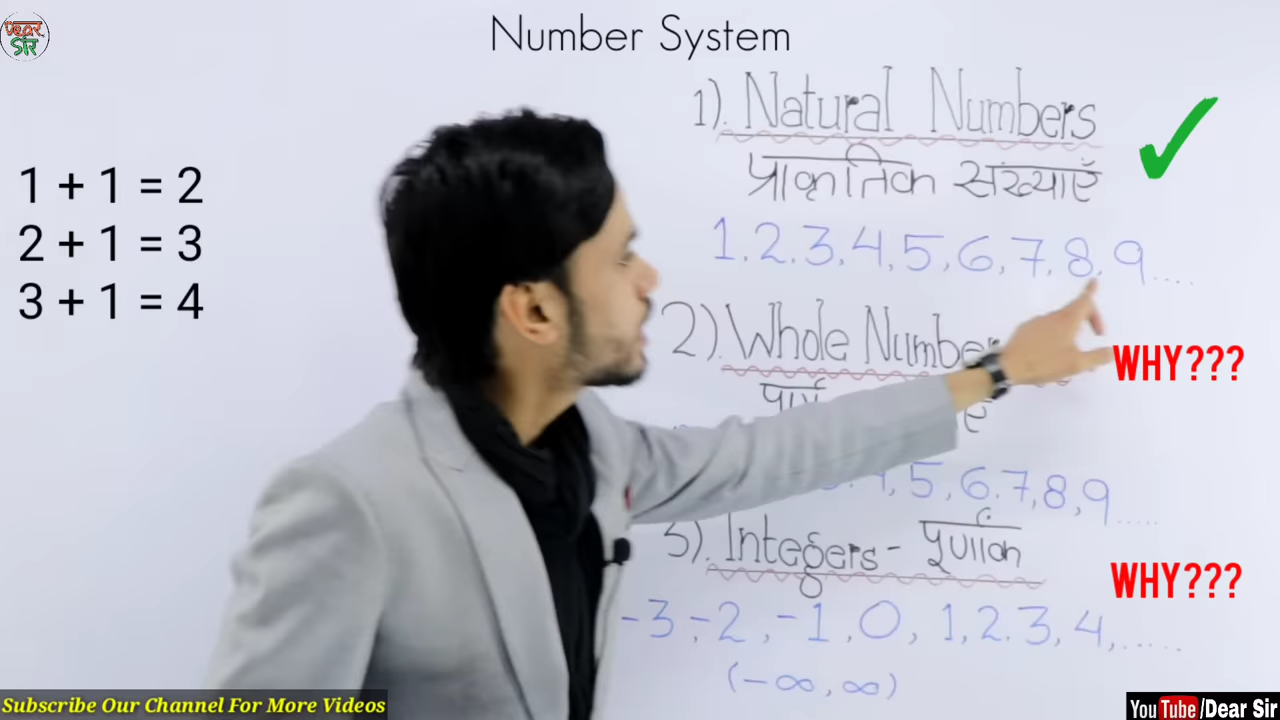 Dear Sir
Number System
1 + 1 = 2
2 + 1 = 3
3 + 1 = 4
1). Natural Numbers
प्राकृतिक संख्याएँ
1, 2, 3, 4, 5, 6, 7, 8, 9....
2). Whole Number
WHY???
5, 6, 7, 8, 9.....
3). Integers - पूर्णांक
WHY???
-3, -2, -1, 0, 1, 2, 3, 4, .....
(-∞, ∞)
Subscribe Our Channel For More Videos
YouTube /Dear Sir